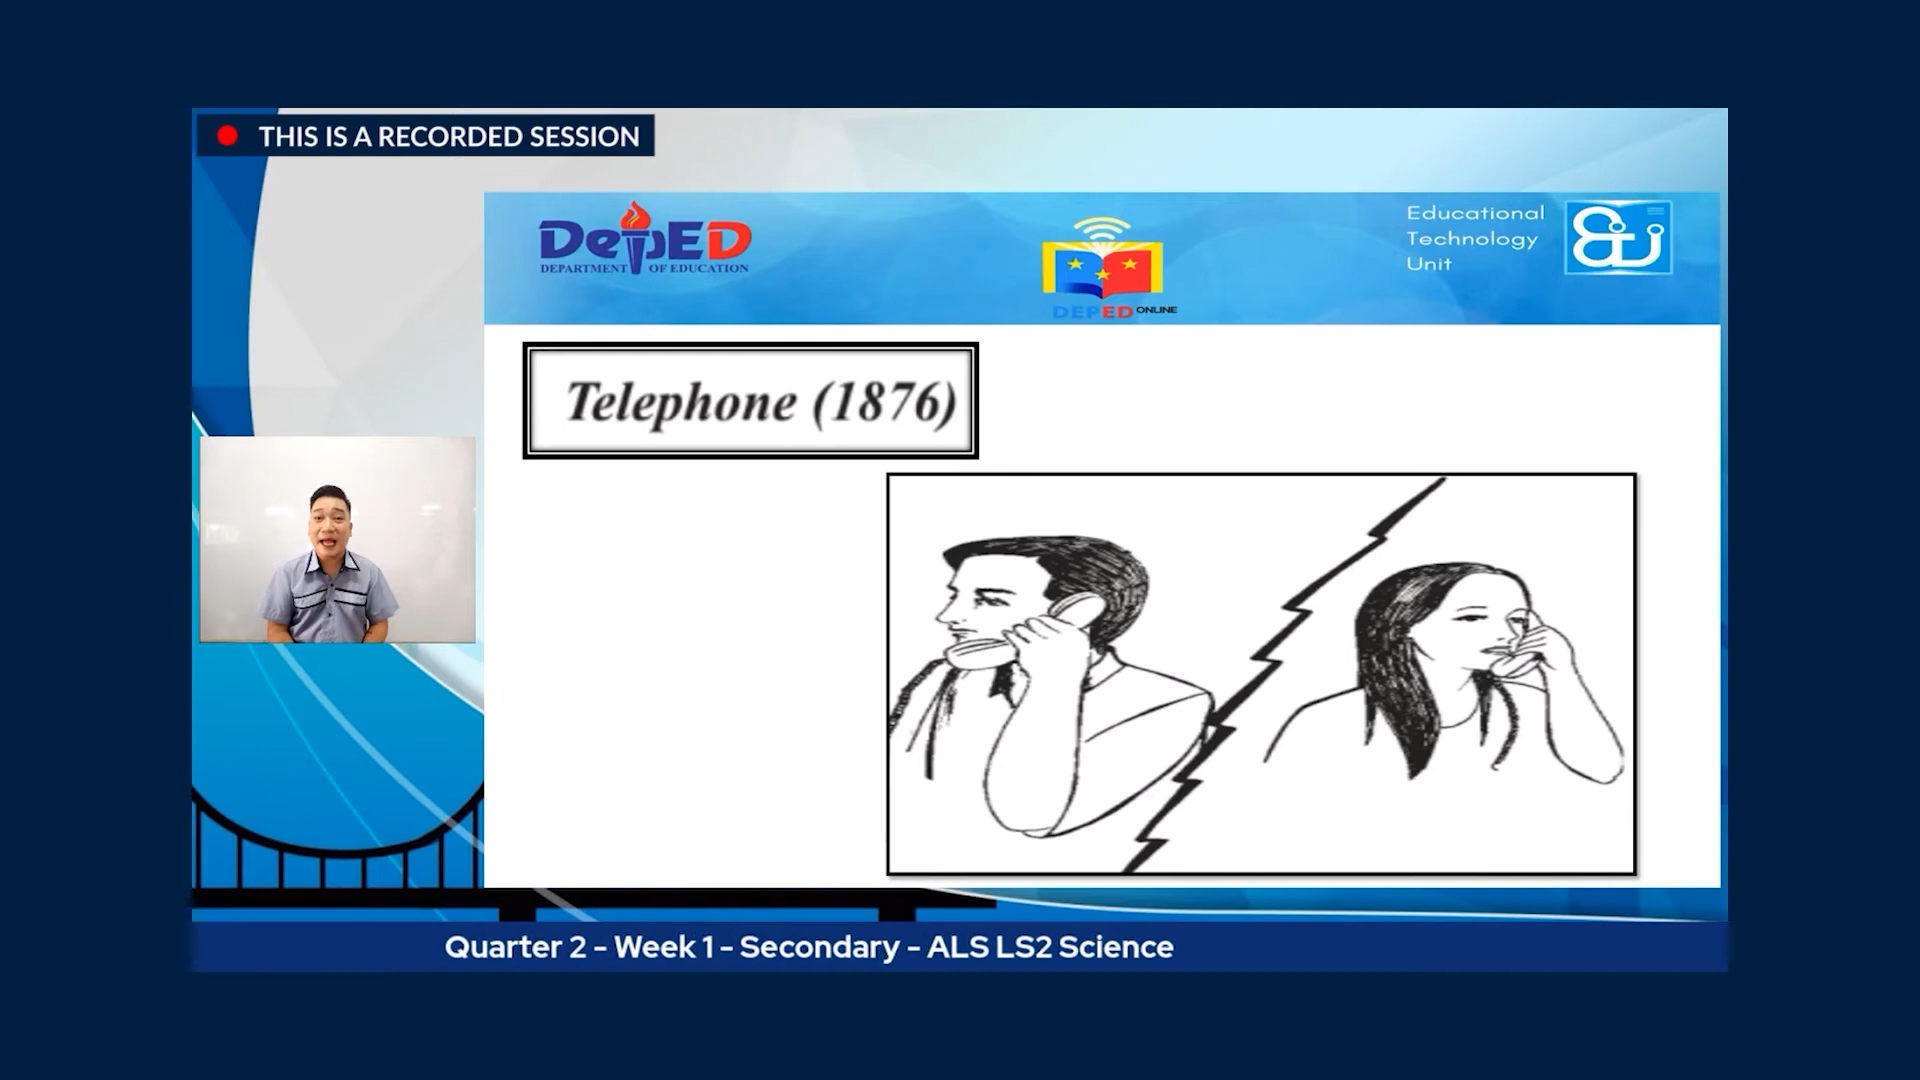 THIS IS A RECORDED SESSION
DepED
DEPARTMENT OF EDUCATION
DEPED ONLINE
Educational
Technology
Unit
Telephone (1876)
Quarter 2 - Week 1 - Secondary - ALS LS2 Science